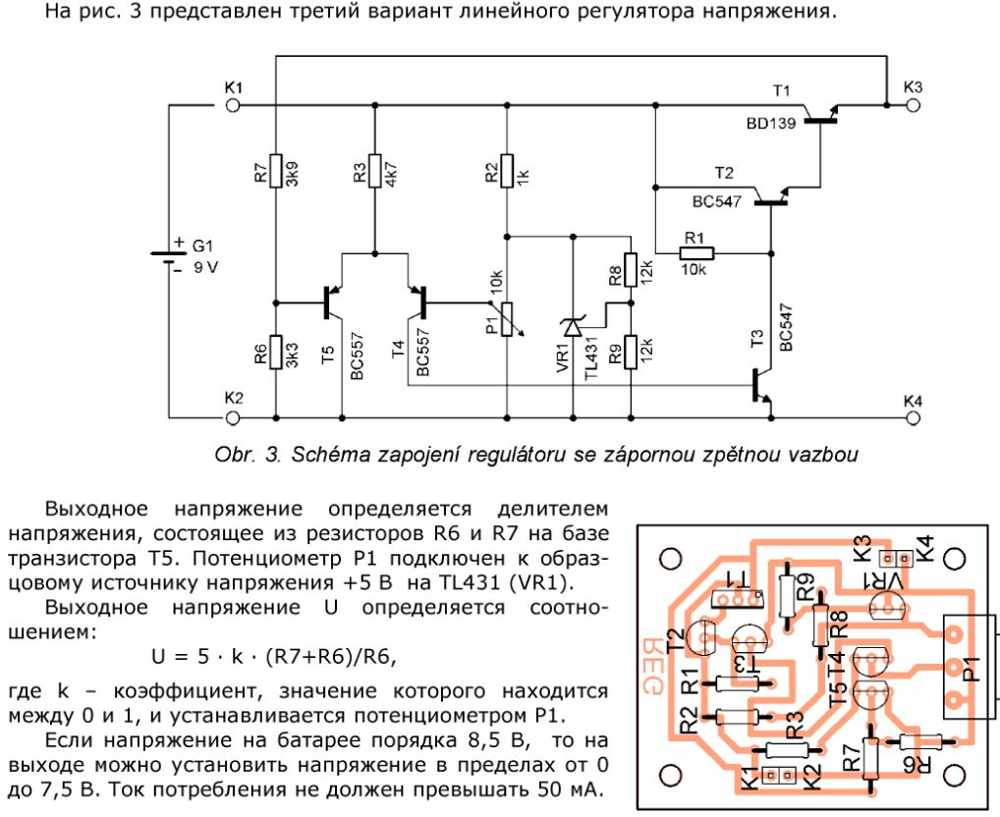 На рис. 3 представлен третий вариант линейного регулятора напряжения.
K1
T1
K3
BD139
R7
3k9
R3
4k7
R2
1k
T2
BC547
R1
10k
+
G1
–
9 V
10k
P1
R8
12k
R6
3k3
T5
BC557
T4
BC557
VR1
TL431
R9
12k
T3
BC547
K2
K4
Obr. 3. Schéma zapojení regulátoru se zápornou zpětnou vazbou
Выходное напряжение определяется делителем
напряжения, состоящее из резисторов R6 и R7 на базе
транзистора T5. Потенциометр P1 подключен к образ-
цовому источнику напряжения +5 В на TL431 (VR1).
Выходное напряжение U определяется соотно-
шением:
U = 5 · k · (R7+R6)/R6,
где k – коэффициент, значение которого находится
между 0 и 1, и устанавливается потенциометром P1.
Если напряжение на батарее порядка 8,5 В, то на
выходе можно установить напряжение в пределах от 0
до 7,5 В. Ток потребления не должен превышать 50 мА.
K3
K4
T1
R9
VR1
R8
T2
T3
REG
R1
T4
T5
P1
R2
R3
R7
R6
K1
K2